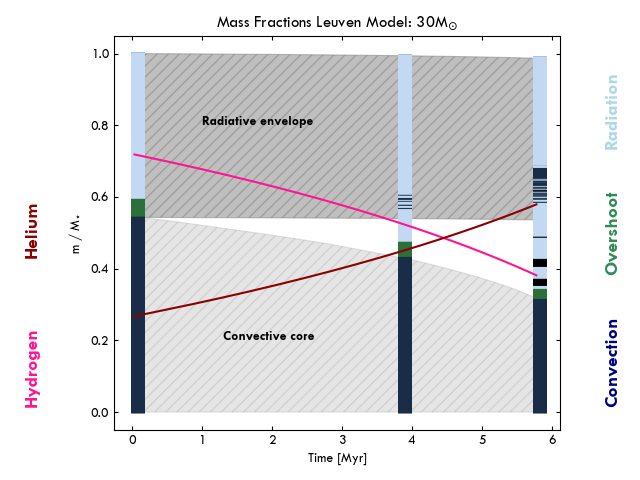 Mass Fractions Leuven Model: 30M☉
1.0
0.8
0.6
0.4
0.2
0.0
m / M⋆
Helium
Hydrogen
Radiative envelope
Convective core
Radiation
Overshoot
Convection
0 1 2 3 4 5 6
Time [Myr]